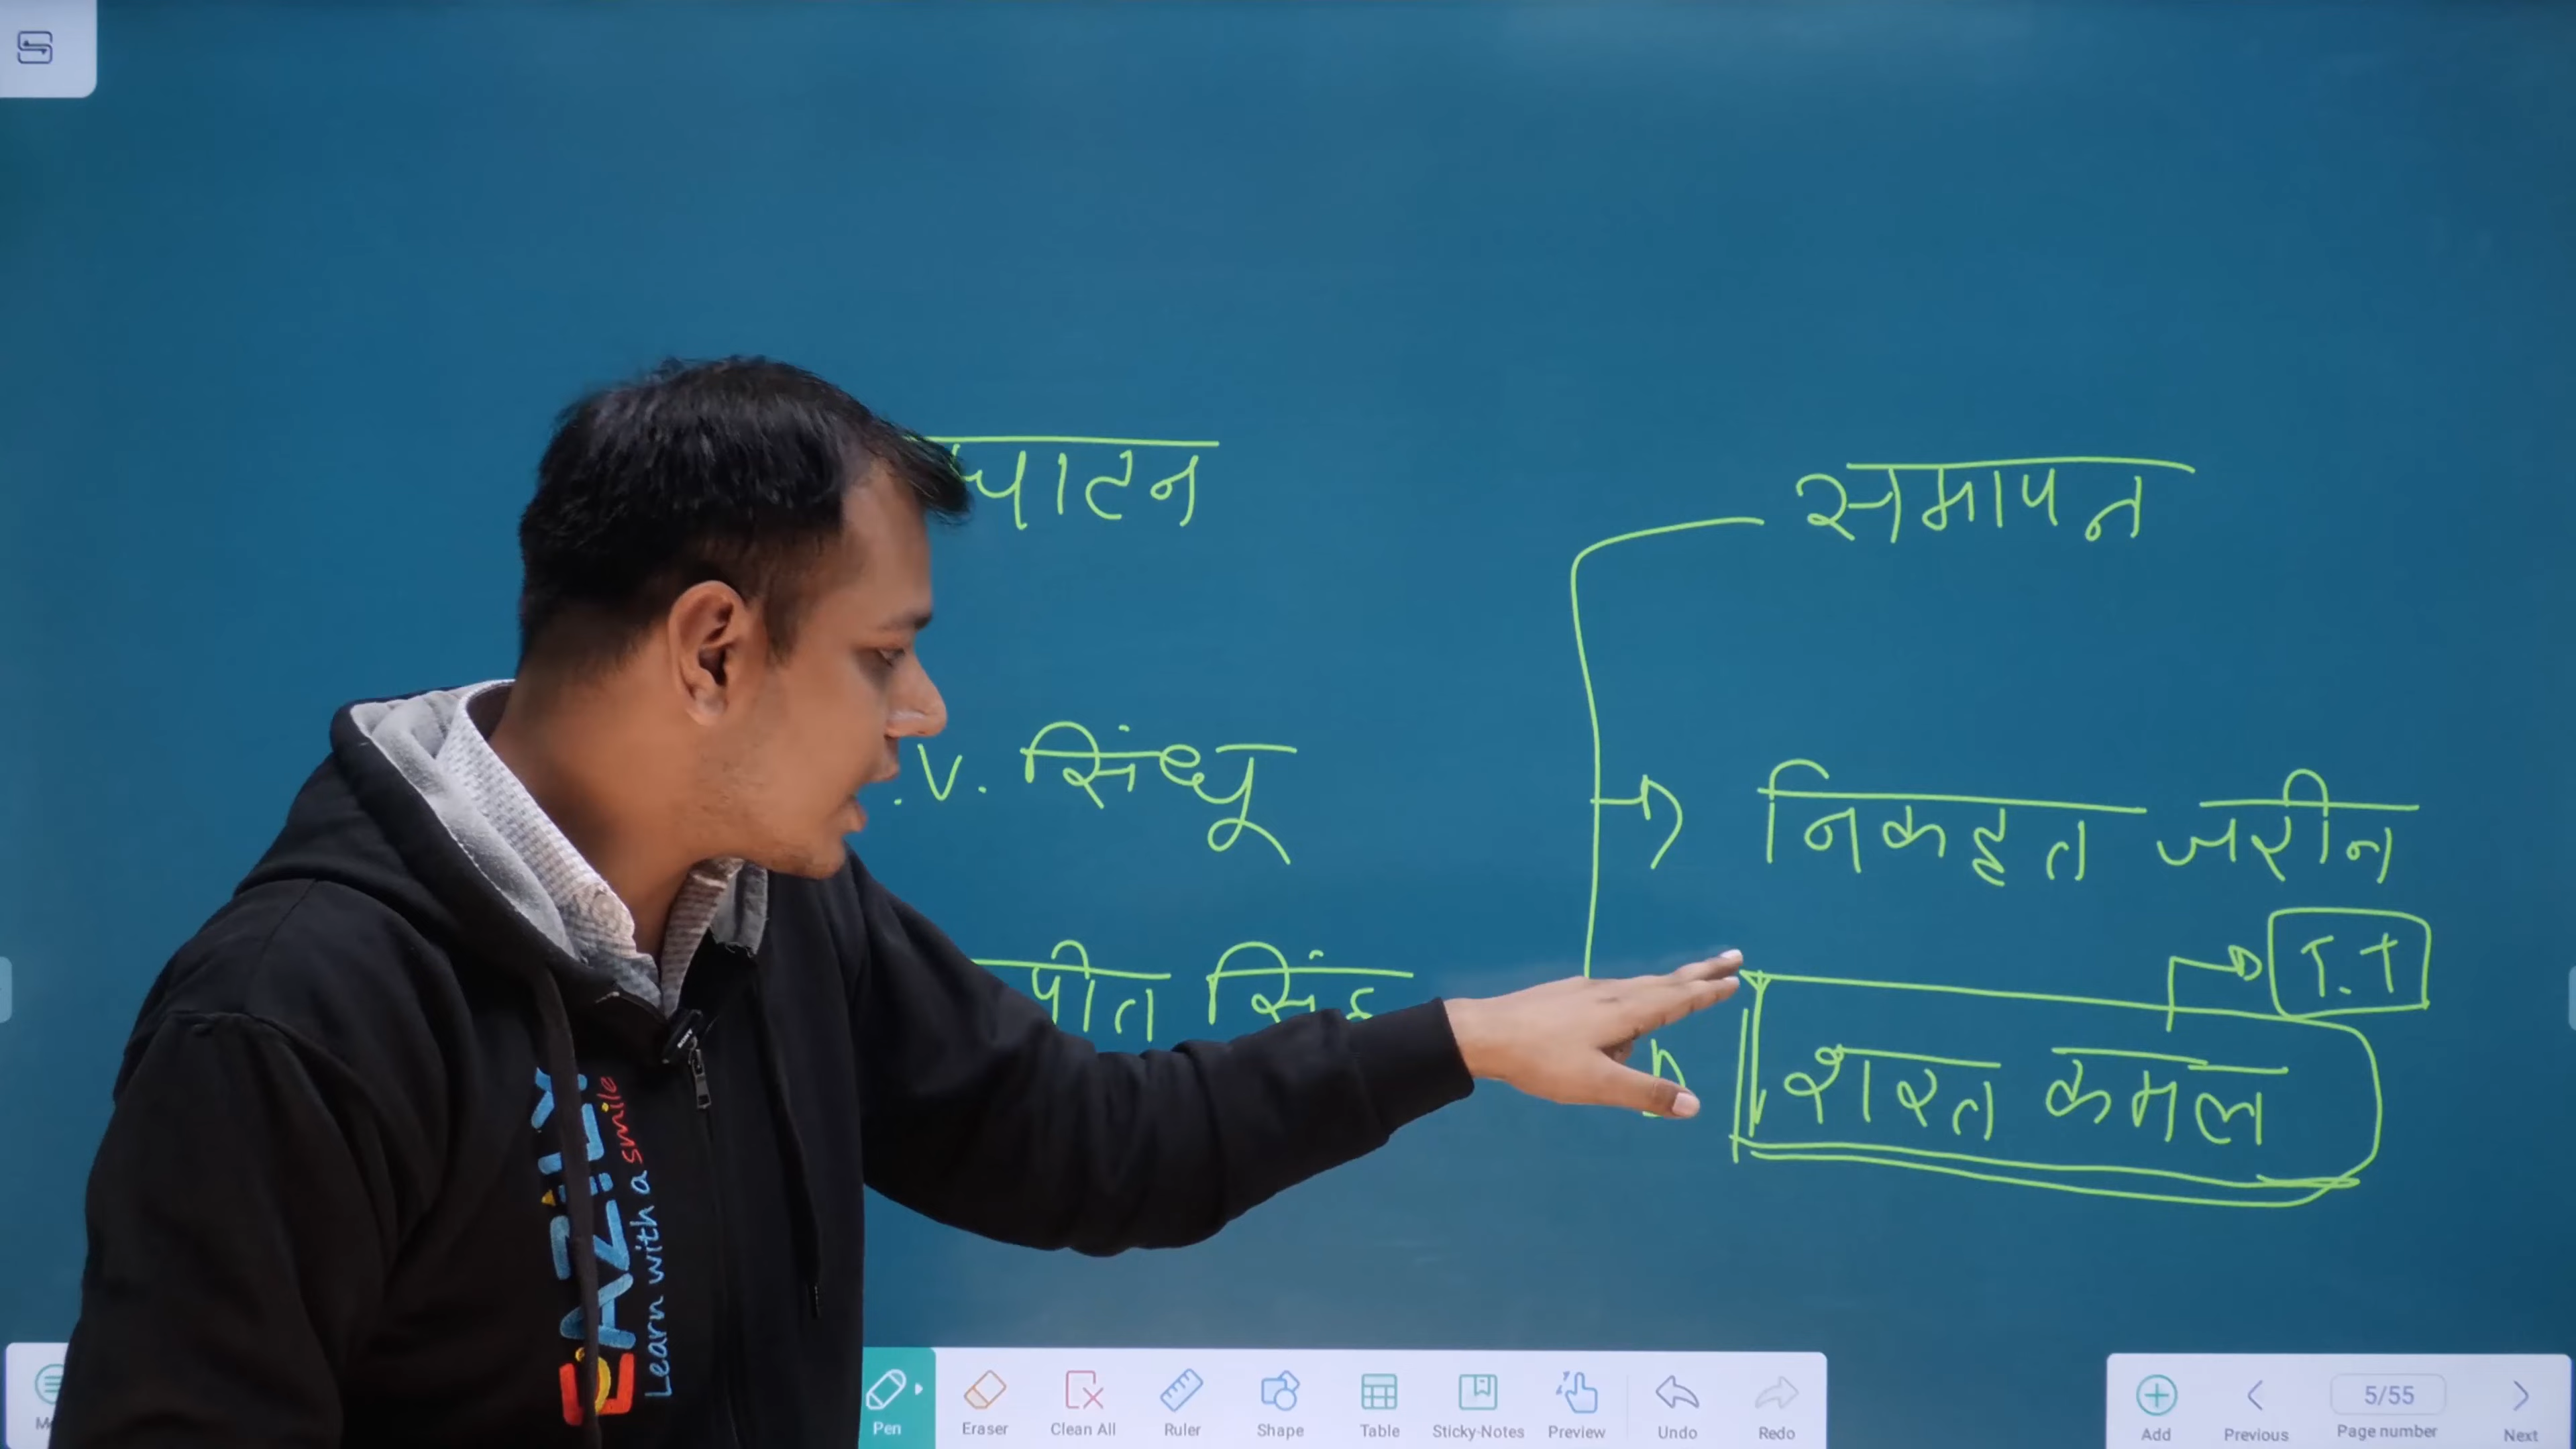 समापन
.V. सिंधू
निकहत जरीन
सिंह
T.T
शरत कमल
EAZILY
Learn with a smile
Pen
Eraser
Clean All
Ruler
Shape
Table
Sticky-Notes
Preview
Undo
Redo
Add
Previous
5/55
Page number
Next